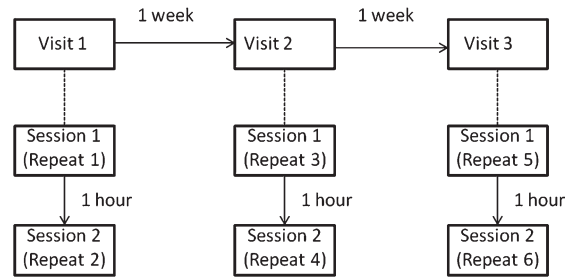 1 week
1 week
Visit 1
Visit 2
Visit 3
Session 1
(Repeat 1)
Session 1
(Repeat 3)
Session 1
(Repeat 5)
1 hour
1 hour
1 hour
Session 2
(Repeat 2)
Session 2
(Repeat 4)
Session 2
(Repeat 6)